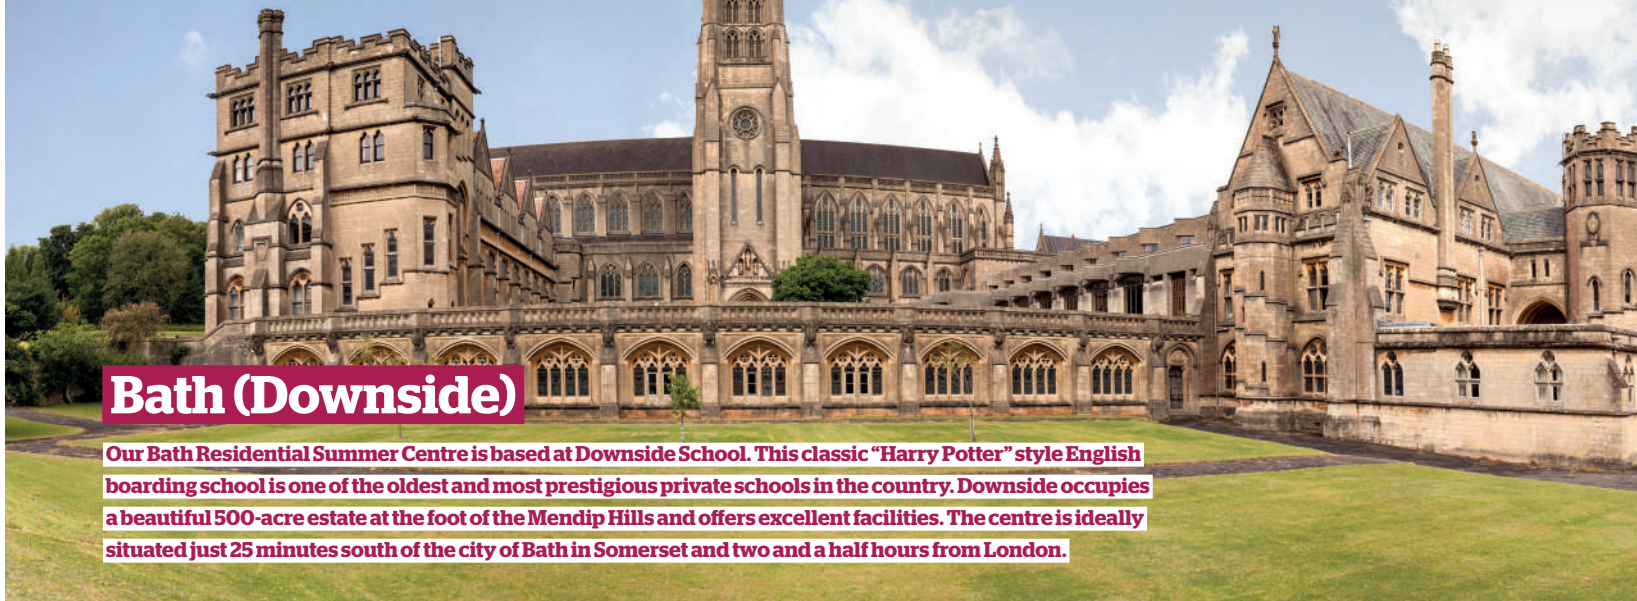 Bath (Downside)
Our Bath Residential Summer Centre is based at Downside School. This classic “Harry Potter” style English
boarding school is one of the oldest and most prestigious private schools in the country. Downside occupies
a beautiful 500-acre estate at the foot of the Mendip Hills and offers excellent facilities. The centre is ideally
situated just 25 minutes south of the city of Bath in Somerset and two and a half hours from London.